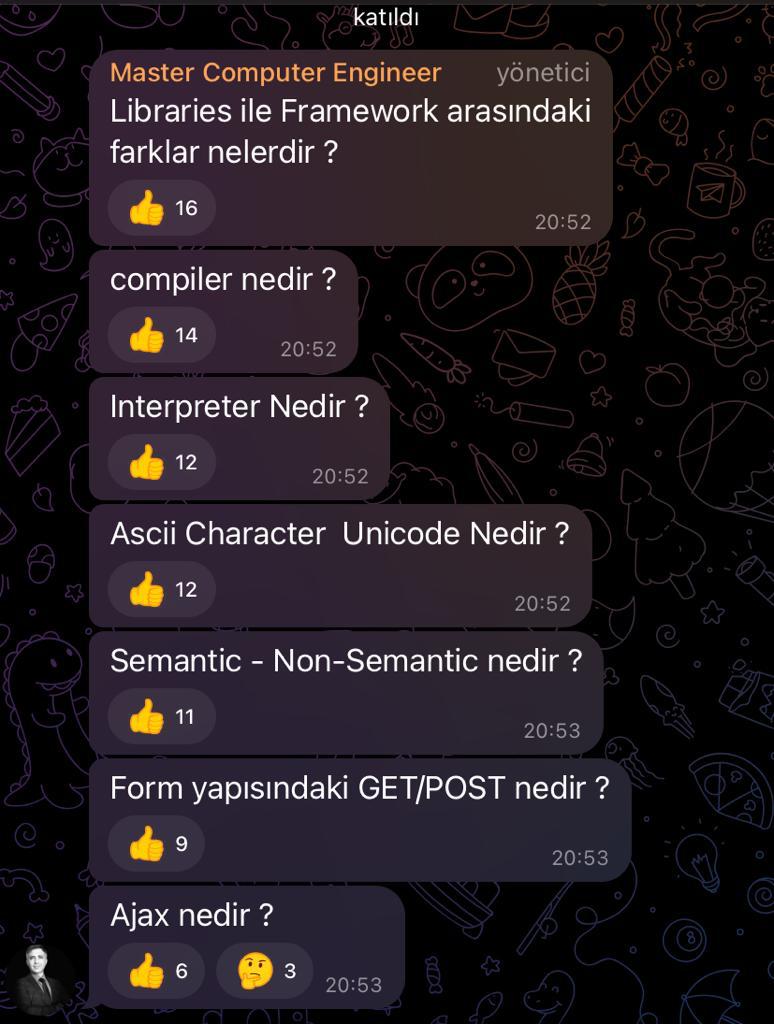 katıldı
Master Computer Engineer yönetici
Libraries ile Framework arasındaki
farklar nelerdir ?
16 20:52
compiler nedir ?
14 20:52
Interpreter Nedir ?
12 20:52
Ascii Character  Unicode Nedir ?
12 20:52
Semantic - Non-Semantic nedir ?
11 20:53
Form yapısındaki GET/POST nedir ?
9 20:53
Ajax nedir ?
6 3 20:53